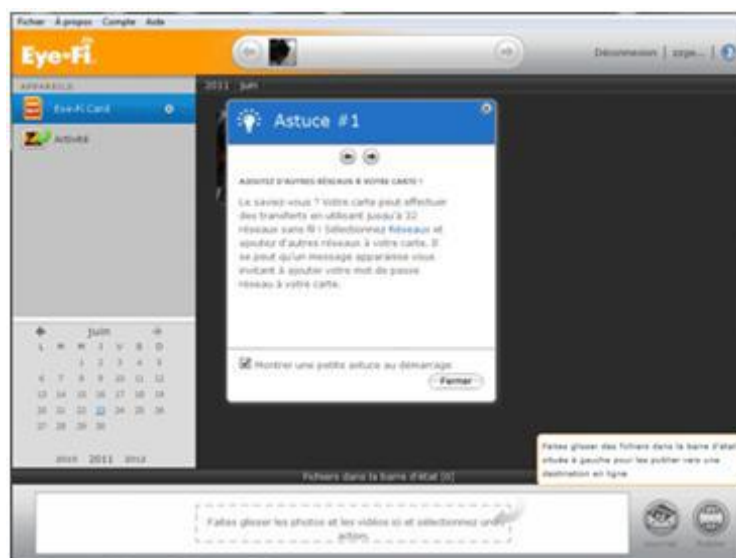 Fichier À propos Compte Aide
Eye-Fi
Déconnexion | zzpe... |
APPAREILS
2011 juin
Eye-Fi Card
Activité
Astuce #1
AJOUTEZ D'AUTRES RÉSEAUX À VOTRE CARTE !
Le saviez-vous ? Votre carte peut effectuer
des transferts en utilisant jusqu'à 32
réseaux sans fil ! Sélectionnez Réseaux et
ajoutez d'autres réseaux à votre carte. Il
se peut qu'un message apparaisse vous
invitant à ajouter votre mot de passe
réseau à votre carte.
Montrer une petite astuce au démarrage
Fermer
juin
L M M J V S D
1 2 3 4 5
6 7 8 9 10 11 12
13 14 15 16 17 18 19
20 21 22 23 24 25 26
27 28 29 30
2010 2011 2012
Faites glisser des fichiers dans la barre d'état
située à gauche pour les publier vers une
destination en ligne
Fichiers dans la barre d'état [0]
Faites glisser les photos et les vidéos ici et sélectionnez une
action.